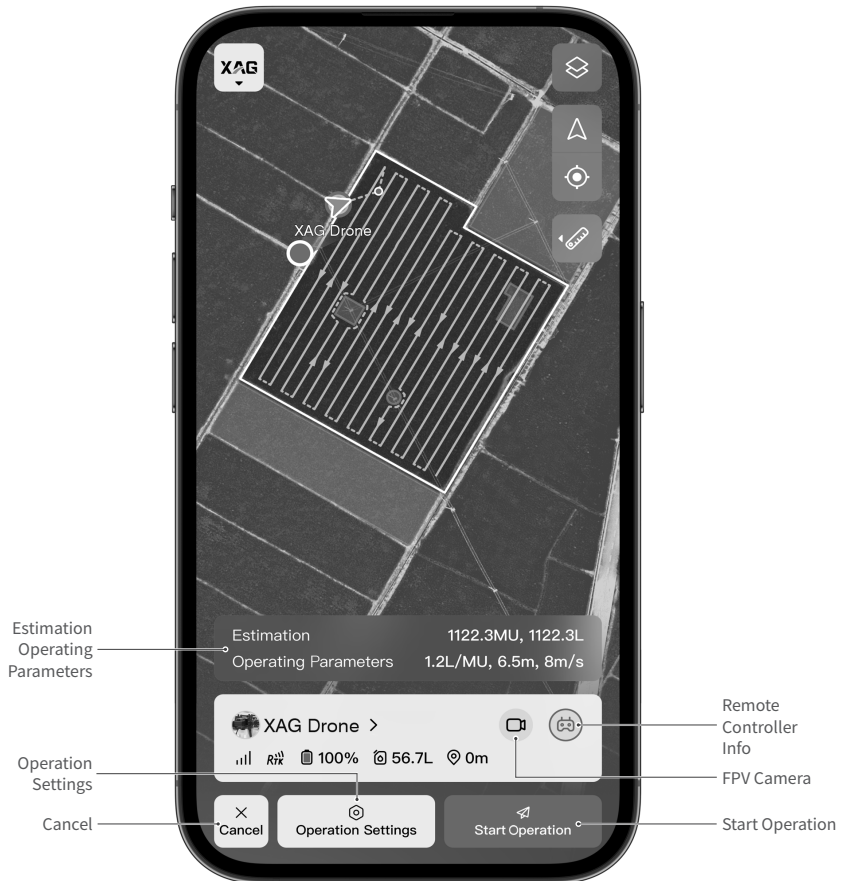 XAG
XAG Drone
Estimation 1122.3MU, 1122.3L
Operating Parameters 1.2L/MU, 6.5m, 8m/s
Estimation
Operating
Parameters
XAG Drone >
RTK 100% 56.7L 0m
Remote
Controller
Info
Operation
Settings
FPV Camera
Cancel
Cancel
Operation Settings
Start Operation
Start Operation